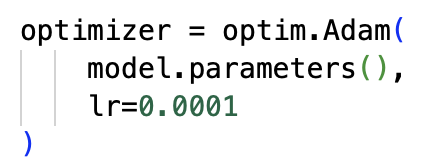 optimizer = optim.Adam(
    model.parameters(),
    lr=0.0001
)